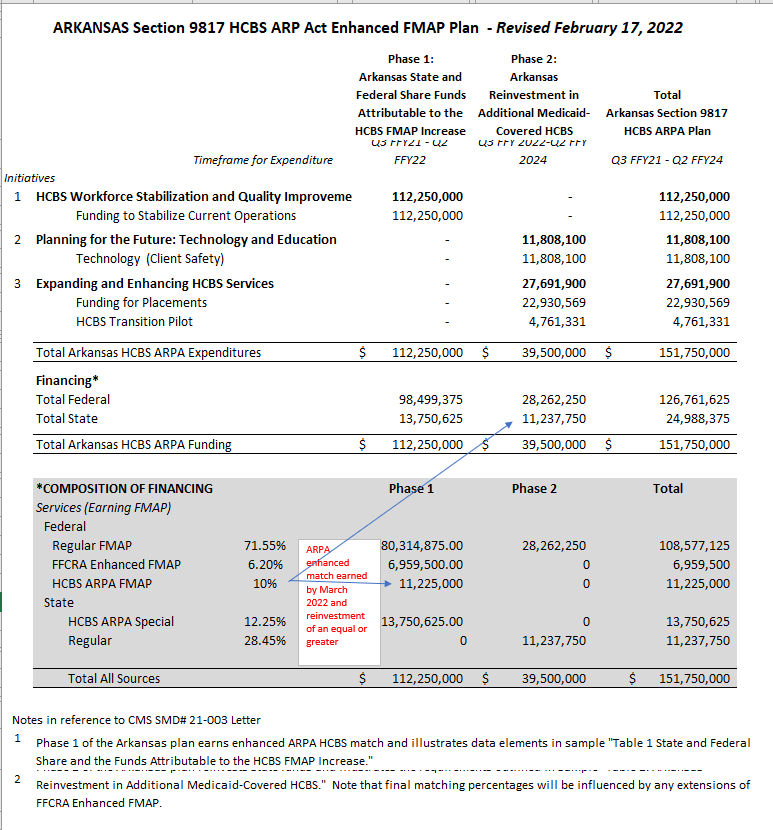 ARKANSAS Section 9817 HCBS ARP Act Enhanced FMAP Plan - Revised February 17, 2022
Phase 1: Phase 2:
Arkansas State and Arkansas
Federal Share Funds Reinvestment in Total
Attributable to the Additional Medicaid- Arkansas Section 9817
HCBS FMAP Increase Covered HCBS HCBS ARPA Plan
Q3 FFY21 - Q2 Q3 FFY 2022-Q2 FFY
Timeframe for Expenditure FFY22 2024 Q3 FFY21 - Q2 FFY24
Initiatives
1 HCBS Workforce Stabilization and Quality Improveme 112,250,000 - 112,250,000
Funding to Stabilize Current Operations 112,250,000 - 112,250,000
2 Planning for the Future: Technology and Education - 11,808,100 11,808,100
Technology (Client Safety) - 11,808,100 11,808,100
3 Expanding and Enhancing HCBS Services - 27,691,900 27,691,900
Funding for Placements - 22,930,569 22,930,569
HCBS Transition Pilot - 4,761,331 4,761,331
Total Arkansas HCBS ARPA Expenditures $ 112,250,000 $ 39,500,000 $ 151,750,000
Financing*
Total Federal 98,499,375 28,262,250 126,761,625
Total State 13,750,625 11,237,750 24,988,375
Total Arkansas HCBS ARPA Funding $ 112,250,000 $ 39,500,000 $ 151,750,000
*COMPOSITION OF FINANCING Phase 1 Phase 2 Total
Services (Earning FMAP)
Federal
Regular FMAP 71.55% 80,314,875.00 28,262,250 108,577,125
FFCRA Enhanced FMAP 6.20% 6,959,500.00 0 6,959,500
HCBS ARPA FMAP 10% 11,225,000 0 11,225,000
State
HCBS ARPA Special 12.25% 13,750,625.00 0 13,750,625
Regular 28.45% 0 11,237,750 11,237,750
ARPA
enhanced
match earned
by March
2022 and
reinvestment
of an equal or
greater
Total All Sources $ 112,250,000 $ 39,500,000 $ 151,750,000
Notes in reference to CMS SMD# 21-003 Letter
1 Phase 1 of the Arkansas plan earns enhanced ARPA HCBS match and illustrates data elements in sample "Table 1 State and Federal
Share and the Funds Attributable to the HCBS FMAP Increase."
2 Reinvestment in Additional Medicaid-Covered HCBS." Note that final matching percentages will be influenced by any extensions of
FFCRA Enhanced FMAP.